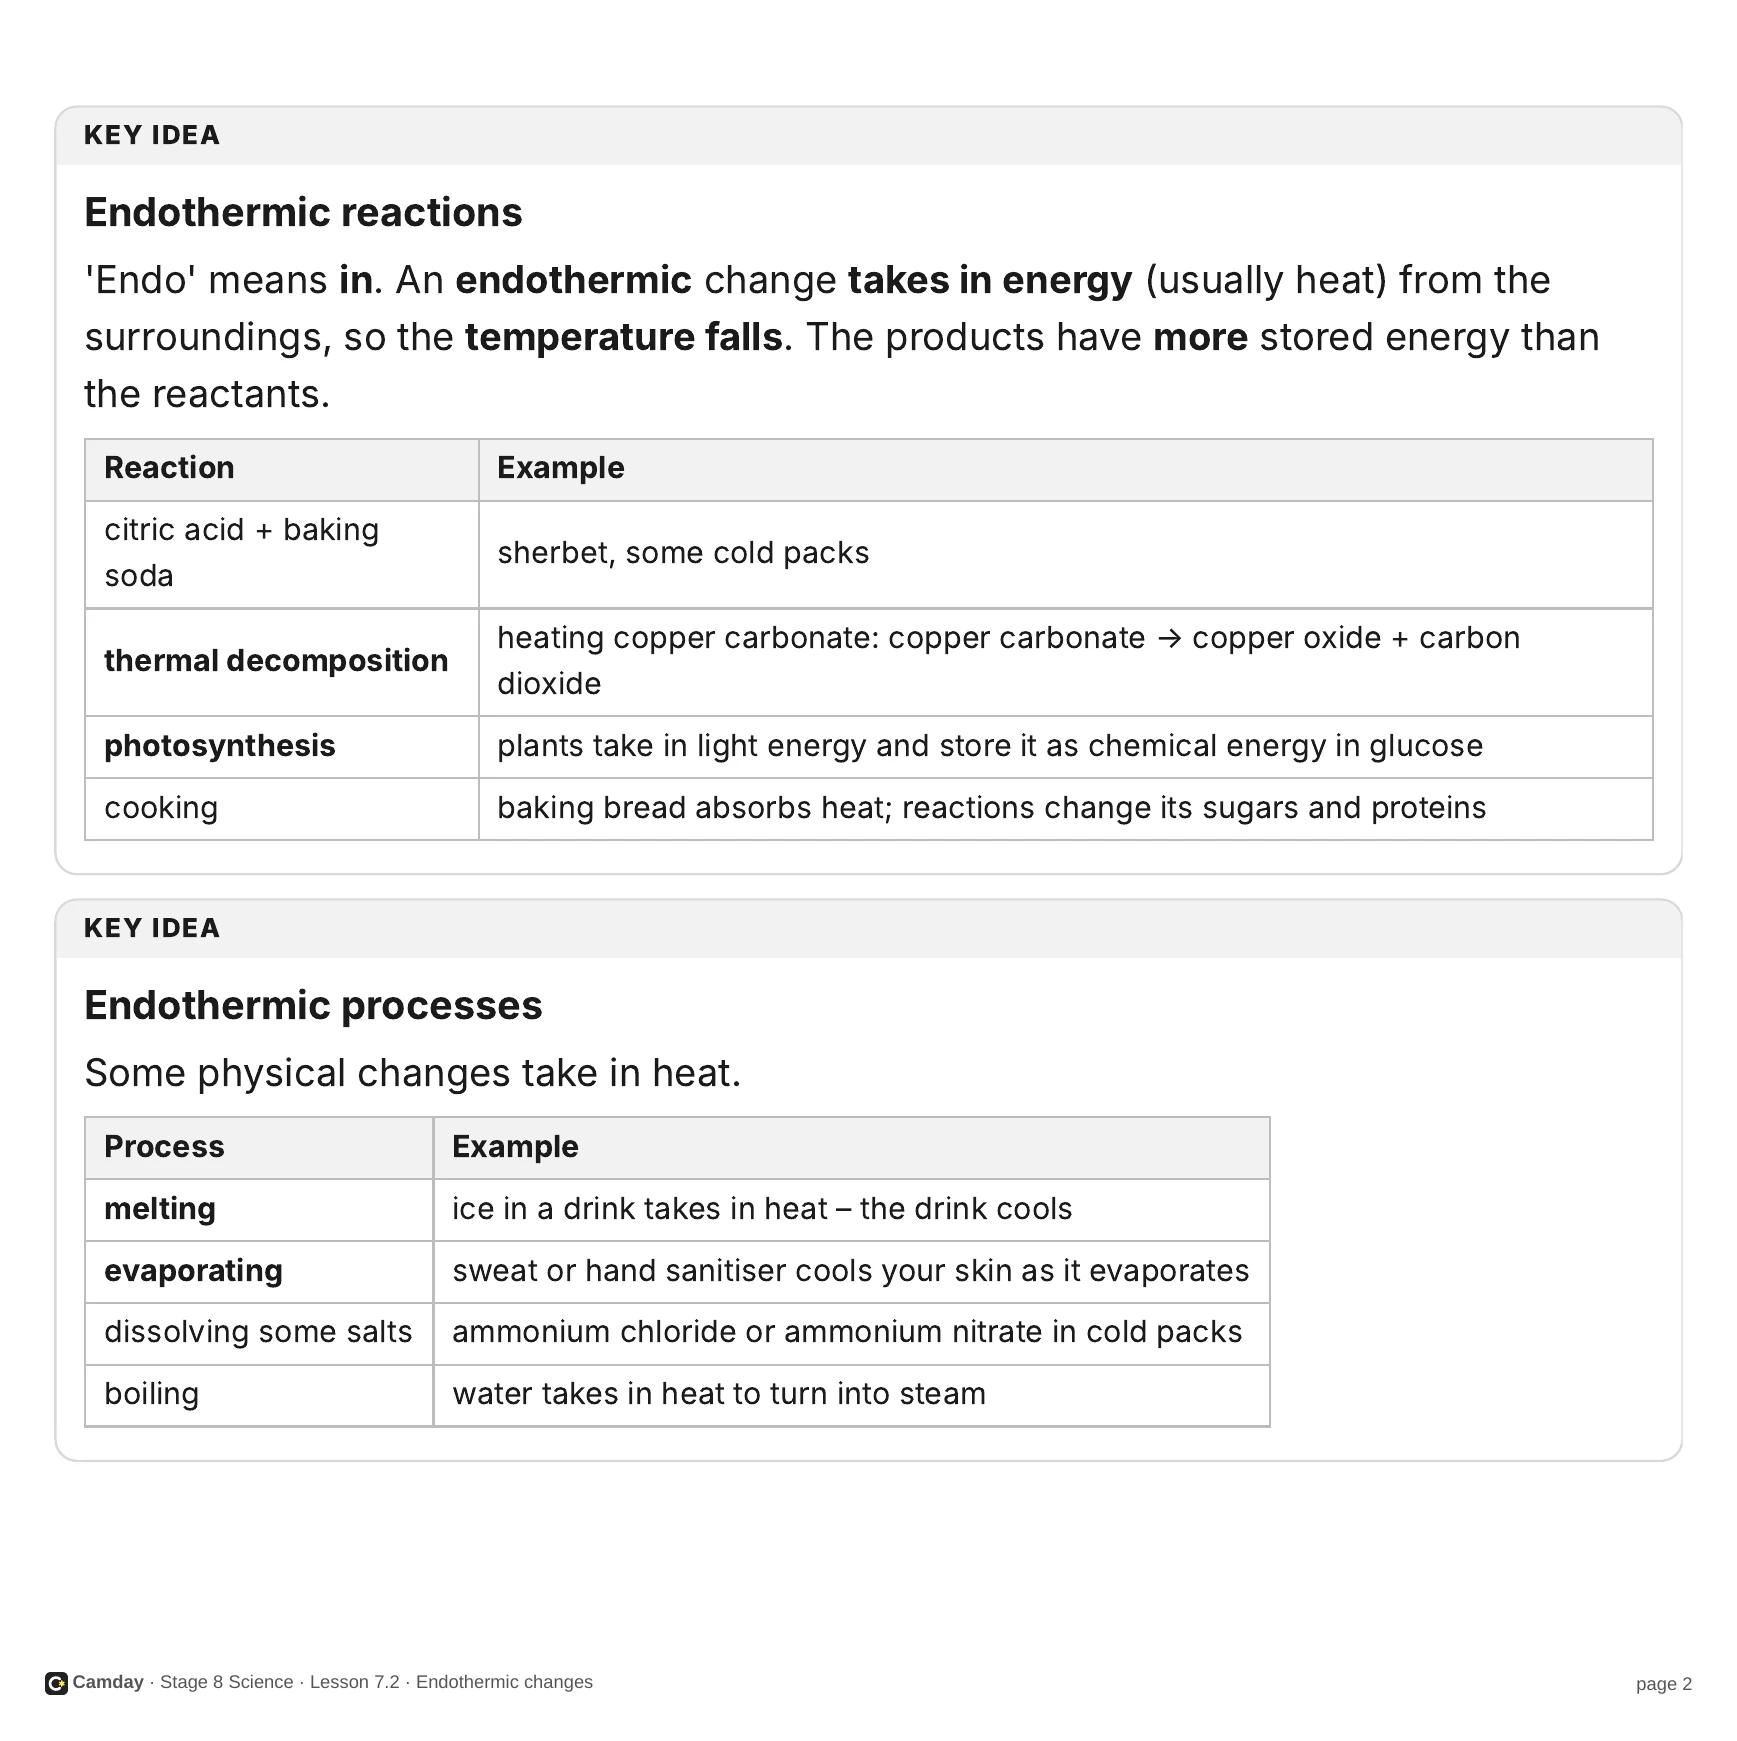 KEY IDEA
Endothermic reactions
'Endo' means in. An endothermic change takes in energy (usually heat) from the
surroundings, so the temperature falls. The products have more stored energy than
the reactants.
Reaction Example
citric acid + baking
soda
sherbet, some cold packs
thermal decomposition
heating copper carbonate: copper carbonate → copper oxide + carbon
dioxide
photosynthesis plants take in light energy and store it as chemical energy in glucose
cooking baking bread absorbs heat; reactions change its sugars and proteins
KEY IDEA
Endothermic processes
Some physical changes take in heat.
Process Example
melting ice in a drink takes in heat – the drink cools
evaporating sweat or hand sanitiser cools your skin as it evaporates
dissolving some salts ammonium chloride or ammonium nitrate in cold packs
boiling water takes in heat to turn into steam
Camday · Stage 8 Science · Lesson 7.2 · Endothermic changes page 2